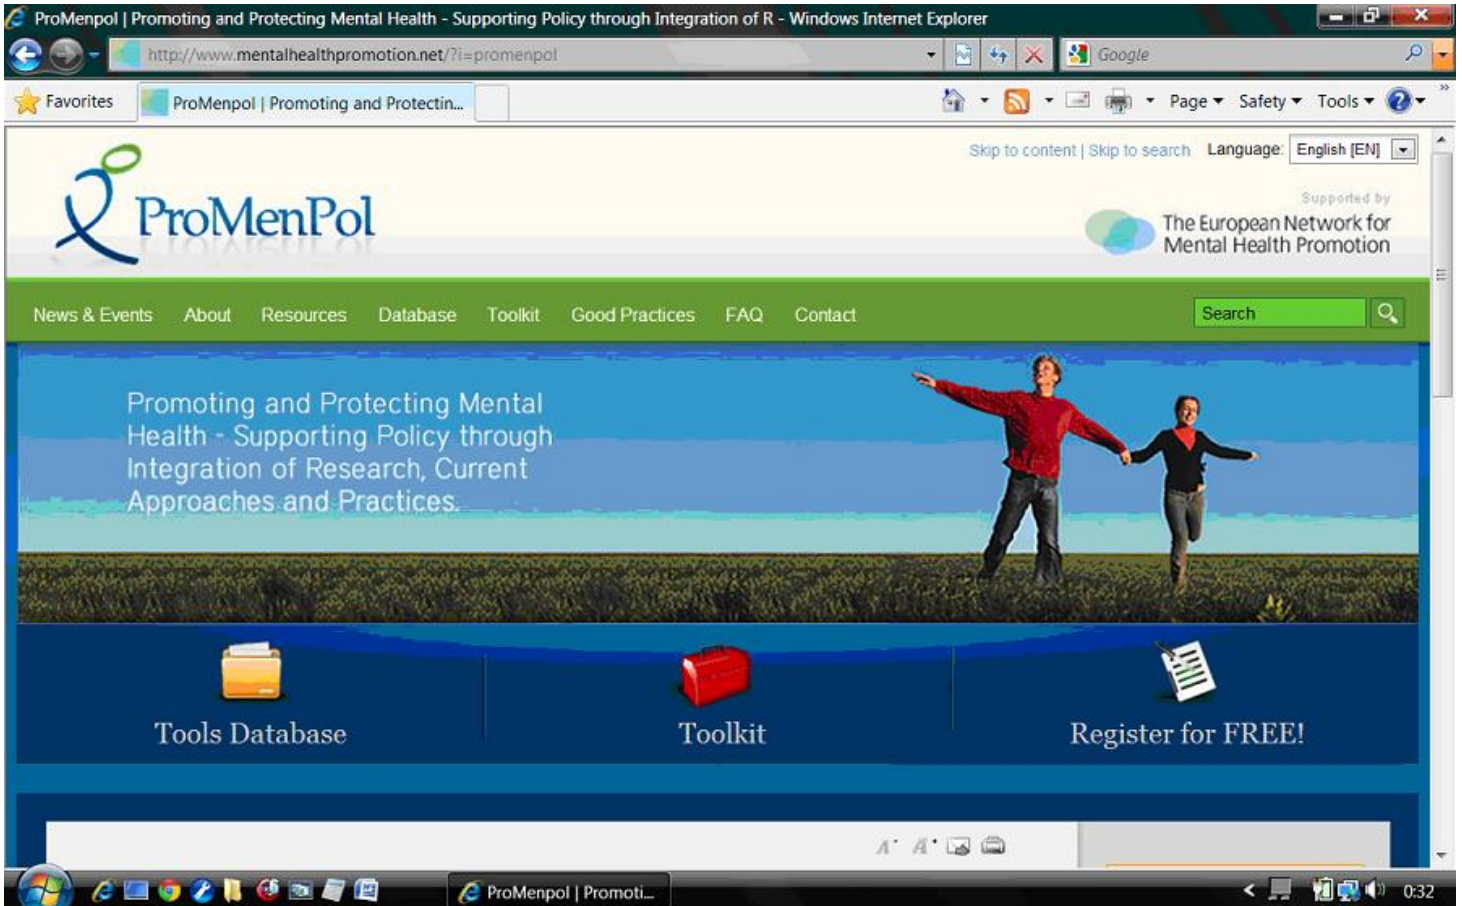 ProMenpol | Promoting and Protecting Mental Health - Supporting Policy through Integration of R - Windows Internet Explorer
http://www.mentalhealthpromotion.net/?i=promenpol
Google
Favorites
ProMenpol | Promoting and Protectin...
Page
Safety
Tools
Skip to content | Skip to search
Language:
English [EN]
ProMenPol
Supported by
The European Network for
Mental Health Promotion
News & Events
About
Resources
Database
Toolkit
Good Practices
FAQ
Contact
Search
Promoting and Protecting Mental
Health - Supporting Policy through
Integration of Research, Current
Approaches and Practices.
Tools Database
Toolkit
Register for FREE!
A
A
ProMenpol | Promoti...
0:32